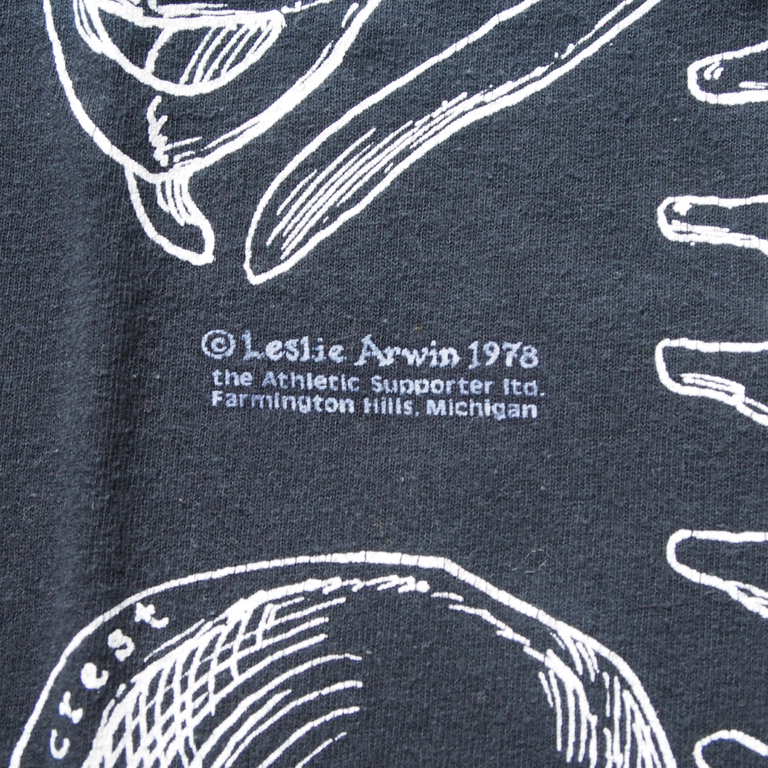 © Leslie Arwin 1978
the Athletic Supporter ltd.
Farmington Hills, Michigan
crest